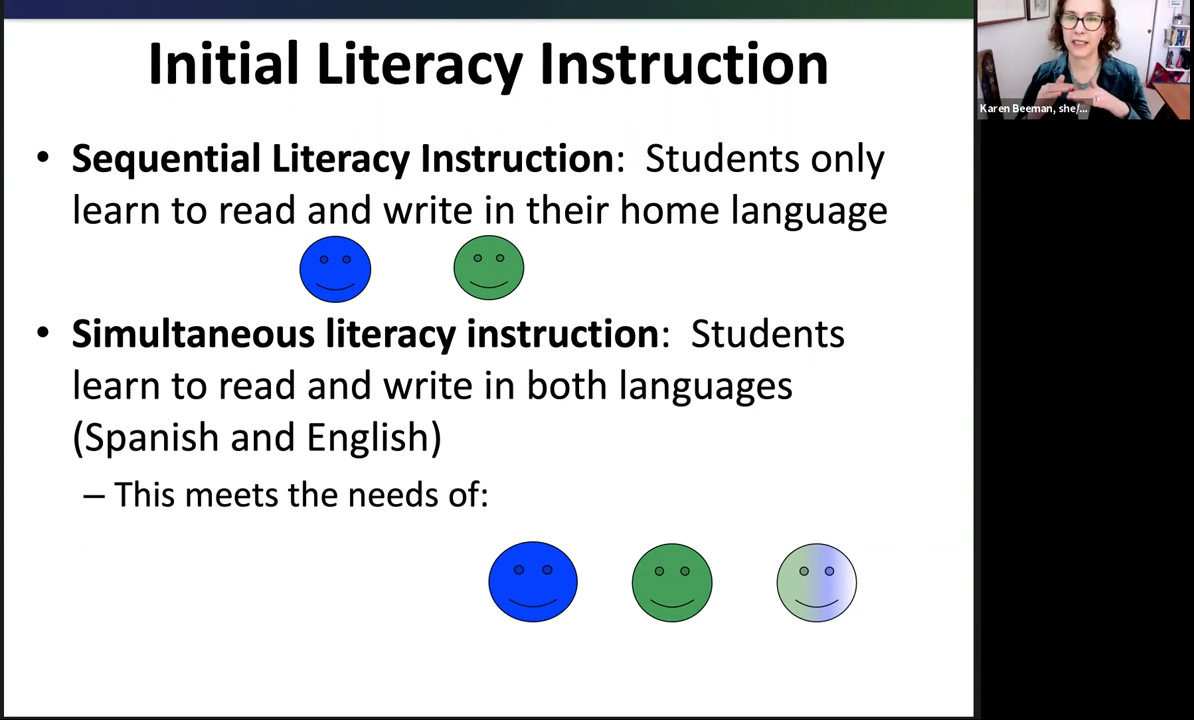 Initial Literacy Instruction
• Sequential Literacy Instruction: Students only
learn to read and write in their home language
• Simultaneous literacy instruction: Students
learn to read and write in both languages
(Spanish and English)
– This meets the needs of:
Karen Beeman, she/...